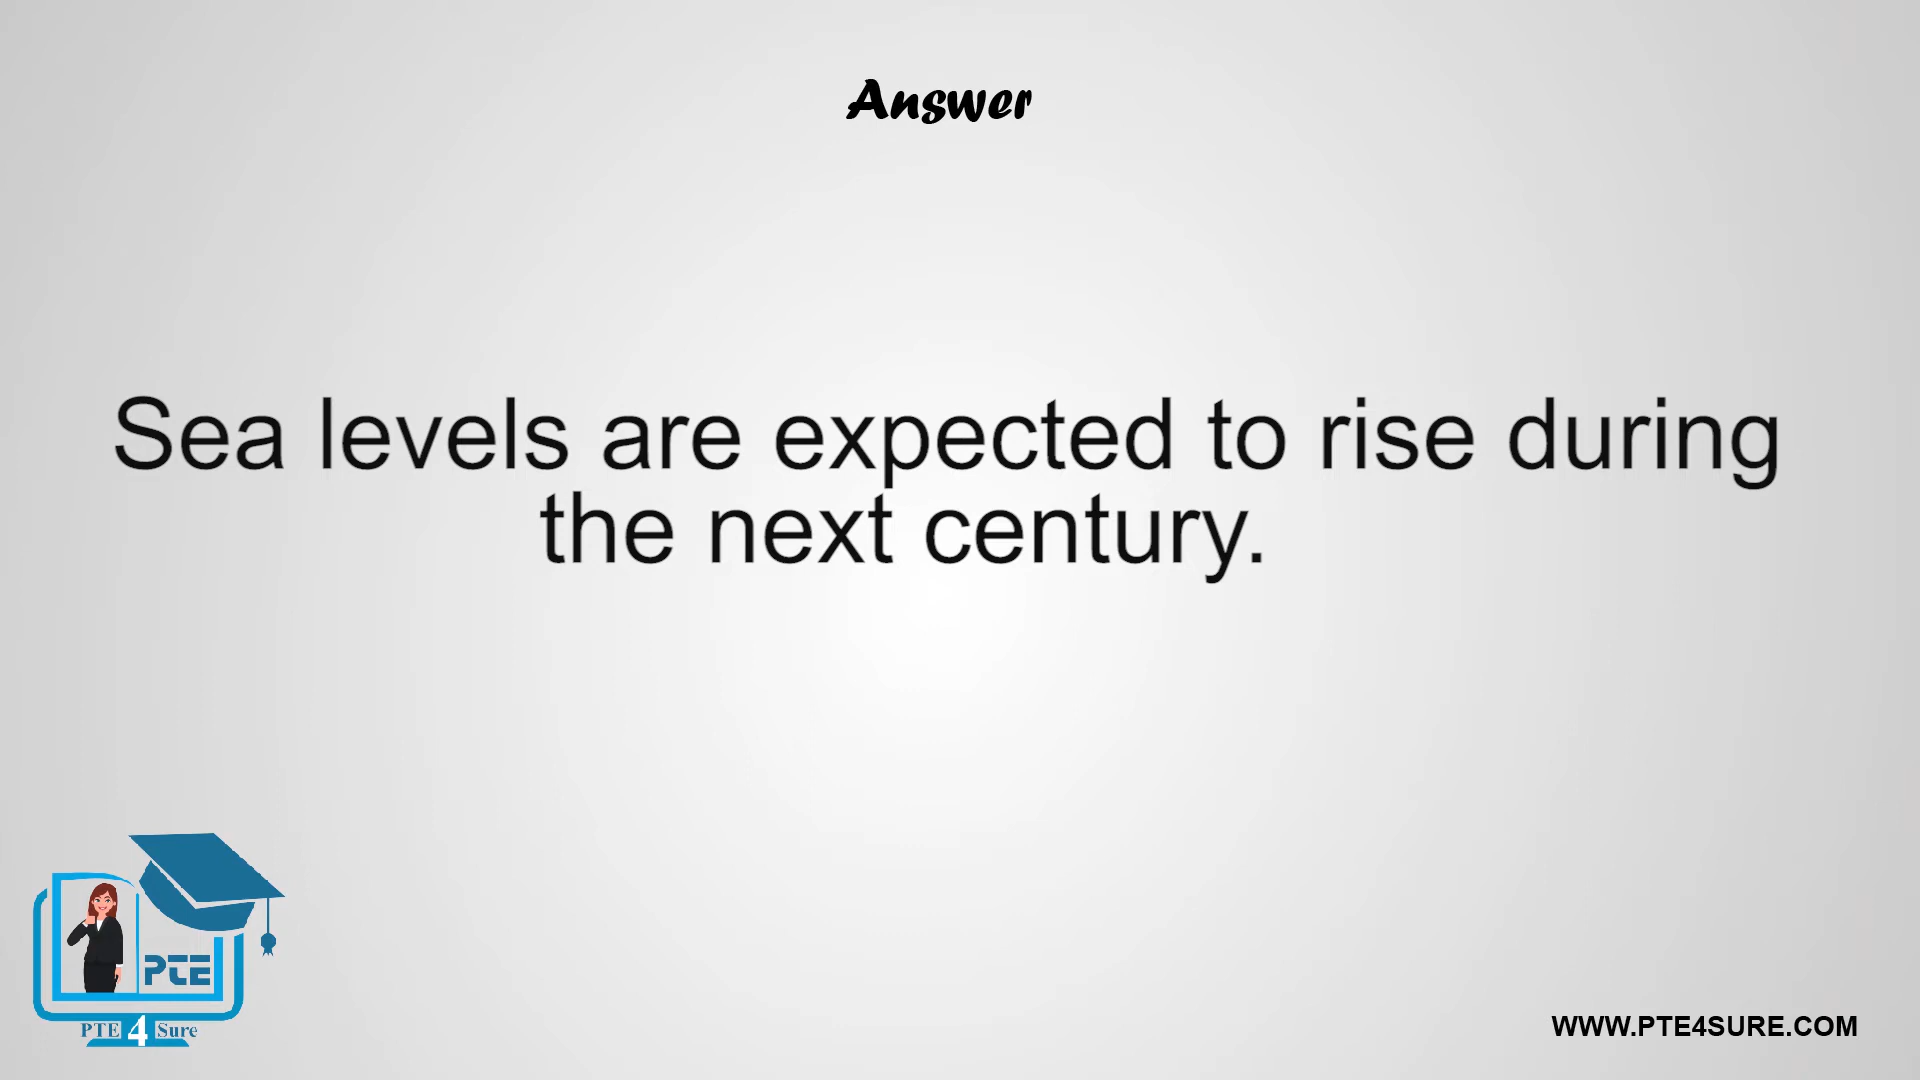 Answer
Sea levels are expected to rise during
the next century.
PTE
PTE 4 Sure
WWW.PTE4SURE.COM